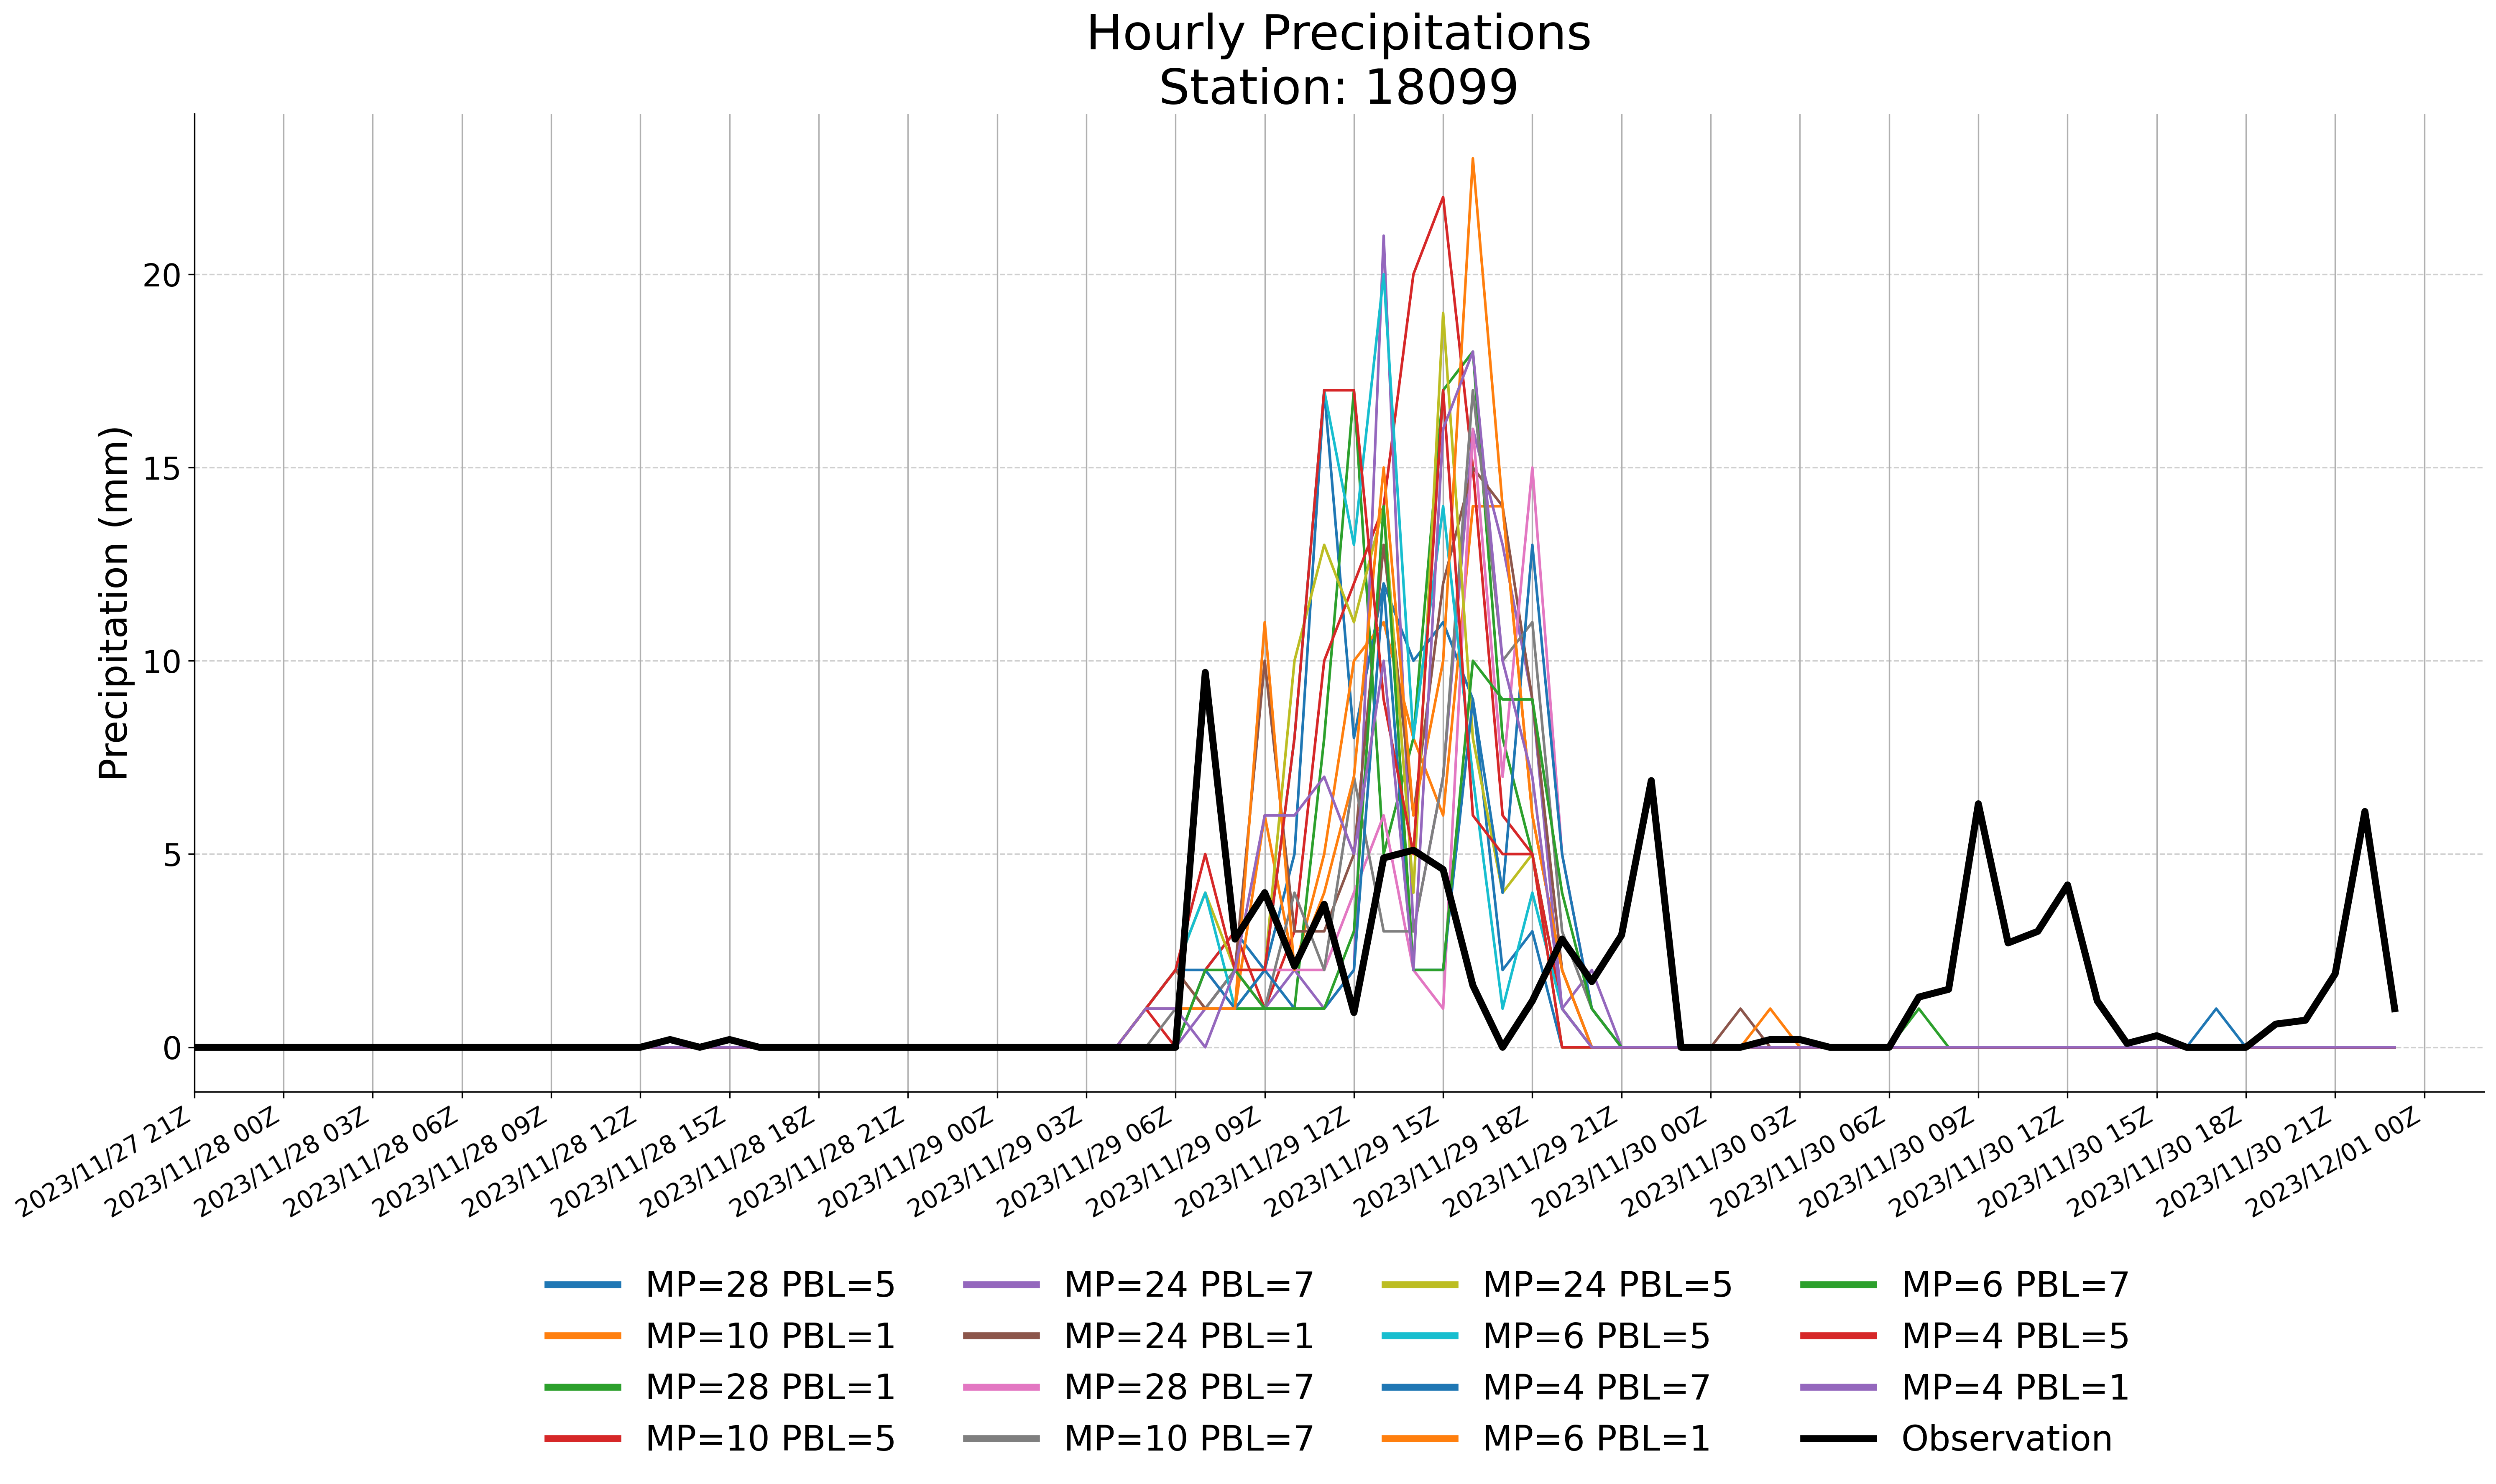 Hourly Precipitations
Station: 18099
Precipitation (mm)
20
15
10
5
0
2023/11/27 21Z
2023/11/28 00Z
2023/11/28 03Z
2023/11/28 06Z
2023/11/28 09Z
2023/11/28 12Z
2023/11/28 15Z
2023/11/28 18Z
2023/11/28 21Z
2023/11/29 00Z
2023/11/29 03Z
2023/11/29 06Z
2023/11/29 09Z
2023/11/29 12Z
2023/11/29 15Z
2023/11/29 18Z
2023/11/29 21Z
2023/11/30 00Z
2023/11/30 03Z
2023/11/30 06Z
2023/11/30 09Z
2023/11/30 12Z
2023/11/30 15Z
2023/11/30 18Z
2023/11/30 21Z
2023/12/01 00Z
MP=28 PBL=5
MP=10 PBL=1
MP=28 PBL=1
MP=10 PBL=5
MP=24 PBL=7
MP=24 PBL=1
MP=28 PBL=7
MP=10 PBL=7
MP=24 PBL=5
MP=6 PBL=5
MP=4 PBL=7
MP=6 PBL=1
MP=6 PBL=7
MP=4 PBL=5
MP=4 PBL=1
Observation